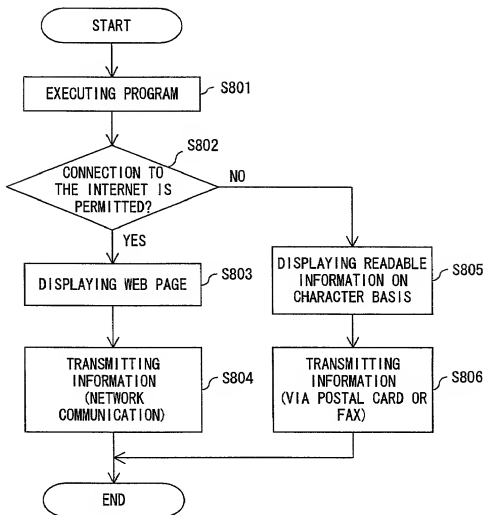 START
EXECUTING PROGRAM
S801
S802
CONNECTION TO
THE INTERNET IS
PERMITTED?
NO
YES
DISPLAYING WEB PAGE
S803
DISPLAYING READABLE
INFORMATION ON
CHARACTER BASIS
S805
TRANSMITTING
INFORMATION
(NETWORK
COMMUNICATION)
S804
TRANSMITTING
INFORMATION
(VIA POSTAL CARD OR
FAX)
S806
END